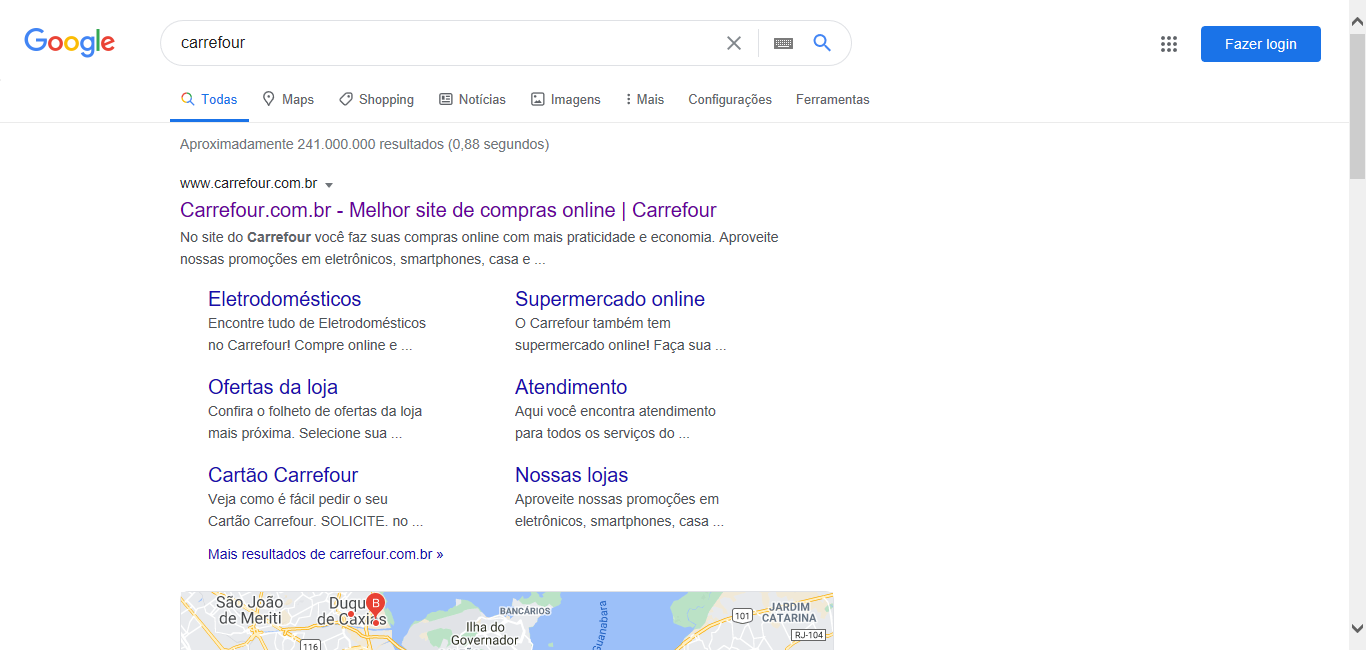 Google
carrefour
Fazer login
Todas
Maps
Shopping
Notícias
Imagens
Mais
Configurações
Ferramentas
Aproximadamente 241.000.000 resultados (0,88 segundos)
www.carrefour.com.br
Carrefour.com.br - Melhor site de compras online | Carrefour
No site do Carrefour você faz suas compras online com mais praticidade e economia. Aproveite
nossas promoções em eletrônicos, smartphones, casa e ...
Eletrodomésticos
Encontre tudo de Eletrodomésticos
no Carrefour! Compre online e ...
Supermercado online
O Carrefour também tem
supermercado online! Faça sua ...
Ofertas da loja
Confira o folheto de ofertas da loja
mais próxima. Selecione sua ...
Atendimento
Aqui você encontra atendimento
para todos os serviços do ...
Cartão Carrefour
Veja como é fácil pedir o seu
Cartão Carrefour. SOLICITE. no ...
Nossas lojas
Aproveite nossas promoções em
eletrônicos, smartphones, casa ...
Mais resultados de carrefour.com.br »
São João
de Meriti
Duque
de Caxias
B
116
BANCÁRIOS
Ilha do
Governador
Guanabara
101
JARDIM
CATARINA
RJ-104